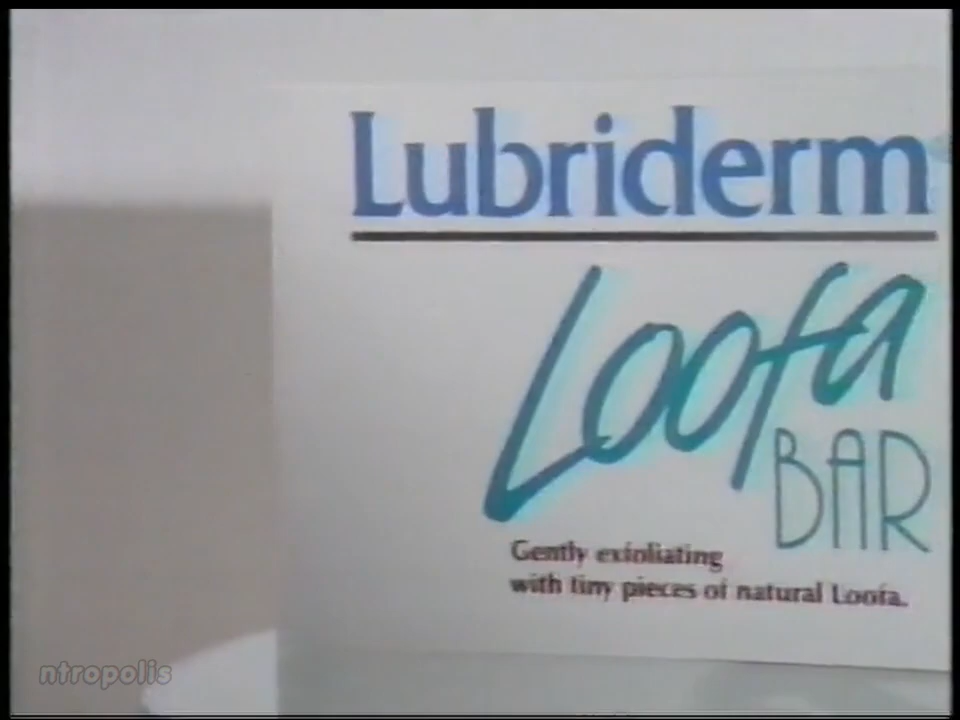 Lubriderm
Loofa
BAR
Gently exfoliating
with tiny pieces of natural Loofa.
ntropolis